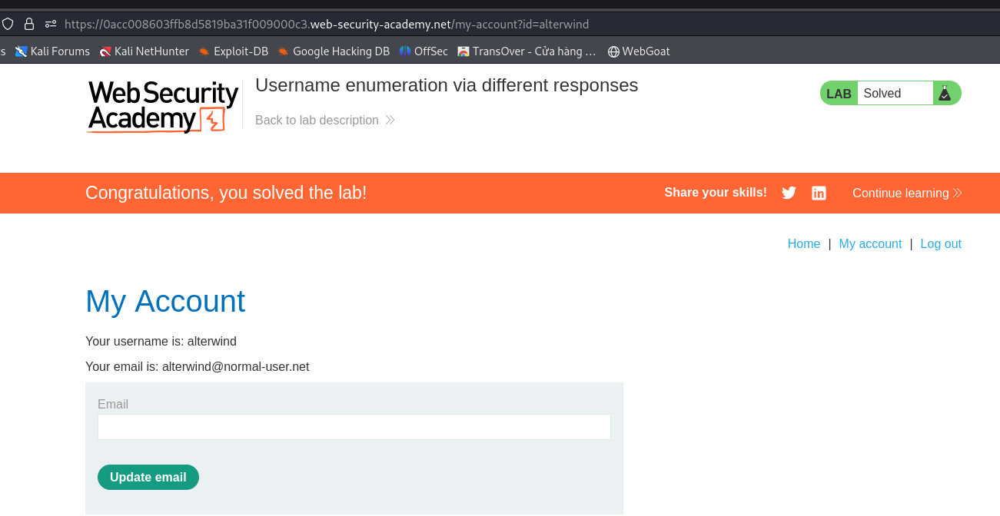 https://0acc008603ffb8d5819ba31f009000c3.web-security-academy.net/my-account?id=alterwind
s Kali Forums Kali NetHunter Exploit-DB Google Hacking DB OffSec TransOver - Cửa hàng … WebGoat
Web Security
Academy
Username enumeration via different responses
Back to lab description
LAB Solved
Congratulations, you solved the lab!
Share your skills!
Continue learning
Home | My account | Log out
My Account
Your username is: alterwind
Your email is: alterwind@normal-user.net
Email
Update email